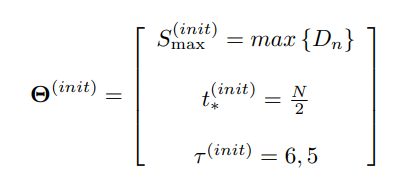 S_max^(init) = max {D_n}
Θ^(init) =
t_*^(init) = N/2
τ^(init) = 6,5